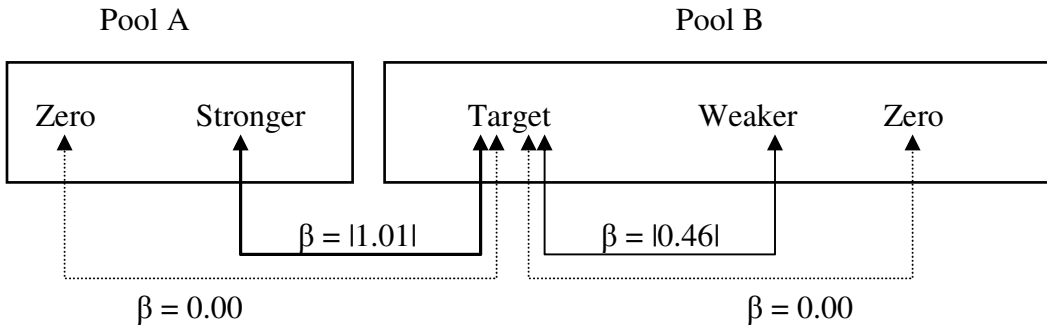 Pool A
Pool B
Zero Stronger Target Weaker Zero
β = |1.01| β = |0.46|
β = 0.00 β = 0.00